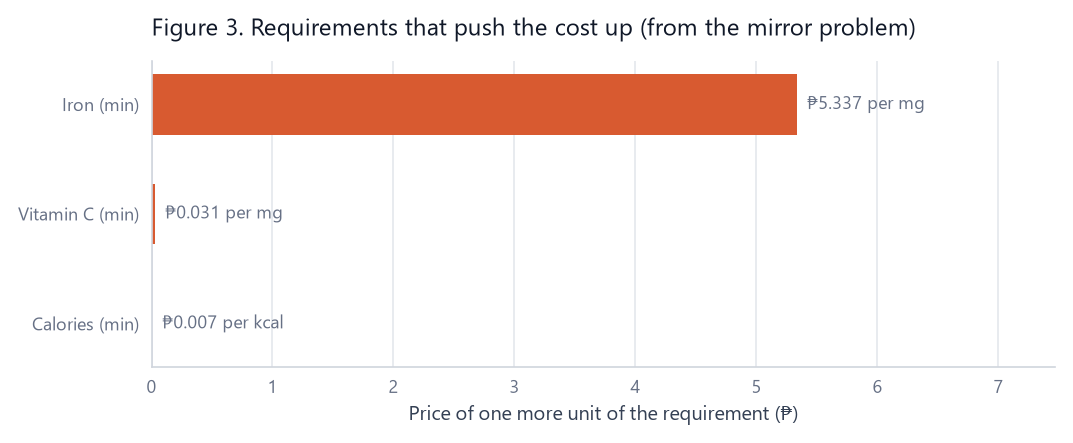 Figure 3. Requirements that push the cost up (from the mirror problem)
Iron (min)
₱5.337 per mg
Vitamin C (min)
₱0.031 per mg
Calories (min)
₱0.007 per kcal
0 1 2 3 4 5 6 7
Price of one more unit of the requirement (₱)